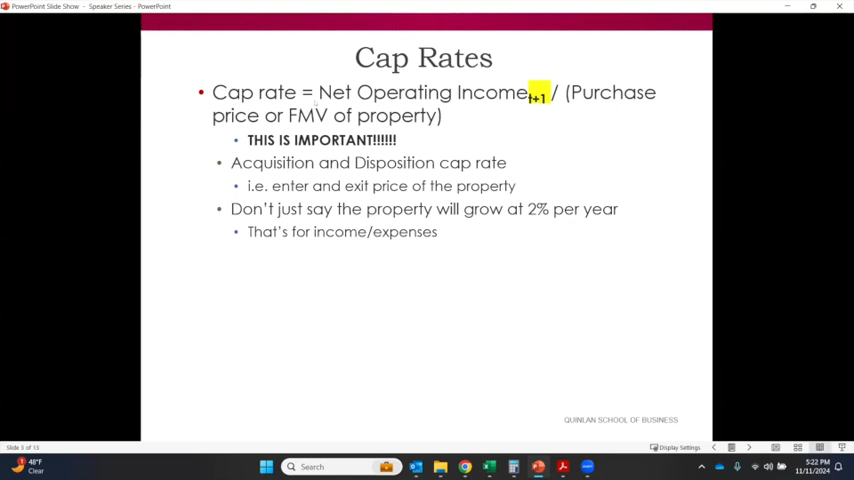 PowerPoint Slide Show - Speaker Series - PowerPoint
Cap Rates
• Cap rate = Net Operating Income t+1 / (Purchase
price or FMV of property)
• THIS IS IMPORTANT!!!!!!
• Acquisition and Disposition cap rate
• i.e. enter and exit price of the property
• Don't just say the property will grow at 2% per year
• That's for income/expenses
QUINLAN SCHOOL OF BUSINESS
Slide 3 of 15
Display Settings
48°F
Clear
Search
5:22 PM
11/11/2024